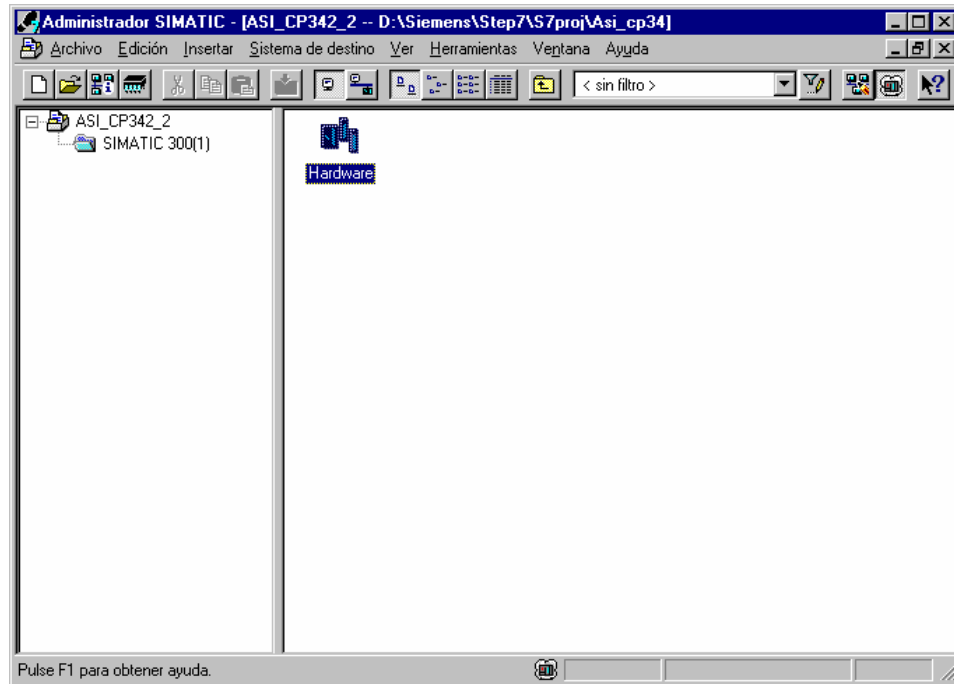 Administrador SIMATIC - [ASI_CP342_2 -- D:\Siemens\Step7\S7proj\Asi_cp34]
Archivo Edición Insertar Sistema de destino Ver Herramientas Ventana Ayuda
< sin filtro >
ASI_CP342_2
SIMATIC 300(1)
Hardware
Pulse F1 para obtener ayuda.